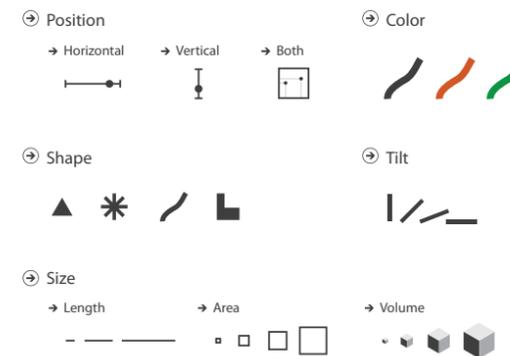 Position
Color
Horizontal
Vertical
Both
Shape
Tilt
Size
Length
Area
Volume